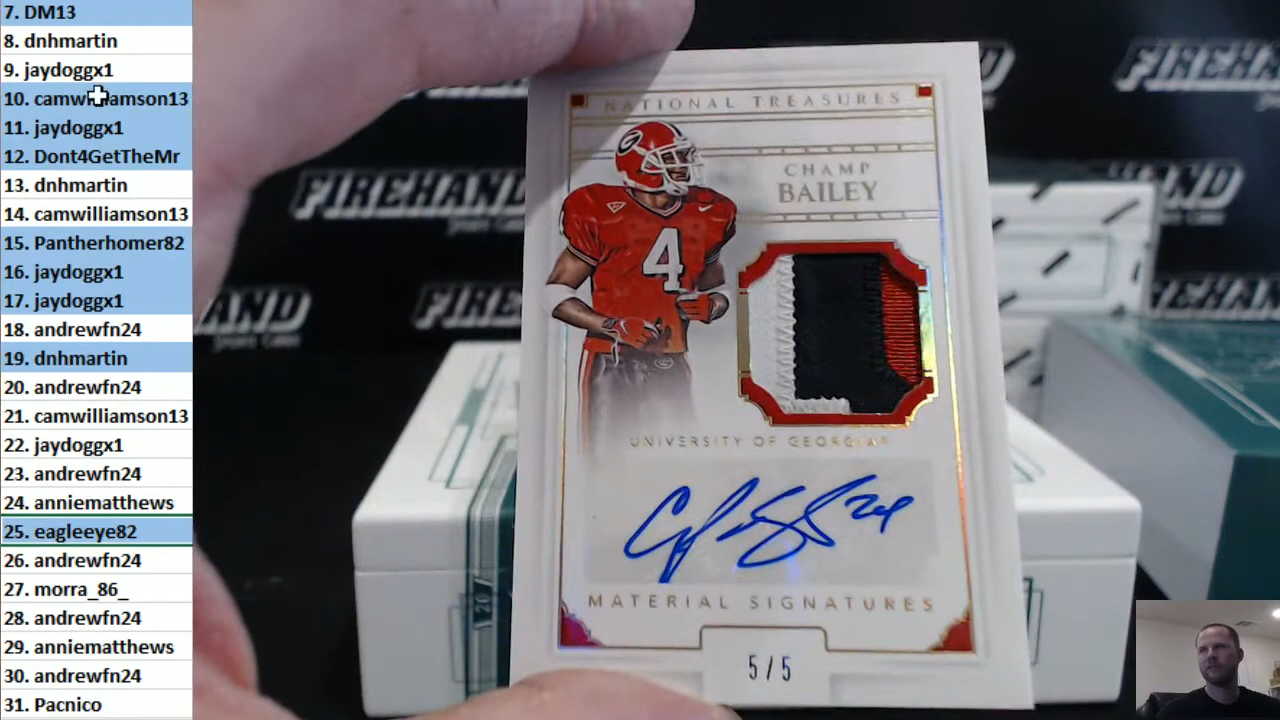 7. DM13
8. dnhmartin
9. jaydoggx1
10. camwilliamson13
11. jaydoggx1
12. Dont4GetTheMr
13. dnhmartin
14. camwilliamson13
15. Pantherhomer82
16. jaydoggx1
17. jaydoggx1
18. andrewfn24
19. dnhmartin
20. andrewfn24
21. camwilliamson13
22. jaydoggx1
23. andrewfn24
24. anniematthews
25. eagleeye82
26. andrewfn24
27. morra_86_
28. andrewfn24
29. anniematthews
30. andrewfn24
31. Pacnico
NATIONAL TREASURES
CHAMP
BAILEY
4
G
UNIVERSITY OF GEORGIA
24
MATERIAL SIGNATURES
5/5
FIREHAND
FIREHAND
FIREHAND